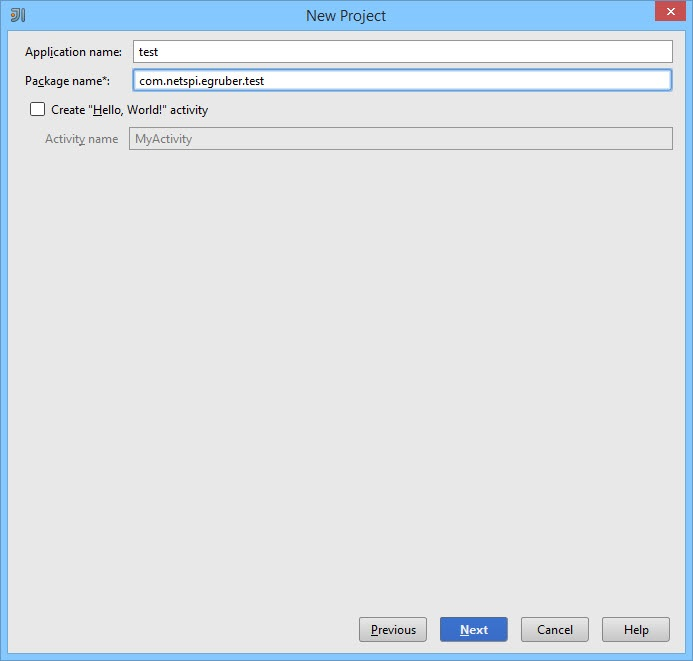 New Project
Application name: test
Package name*: com.netspi.egruber.test
Create "Hello, World!" activity
Activity name MyActivity
Previous Next Cancel Help